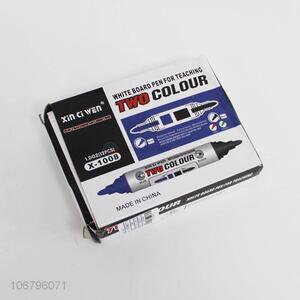 XIN CI WEN
WHITE BOARD PEN FOR TEACHING
TWO COLOUR
1.DOZ(12PCS)
X-1008
TWO COLOUR
MADE IN CHINA
WHITE BOARD PEN FOR TEACHING
COLOUR
106796071